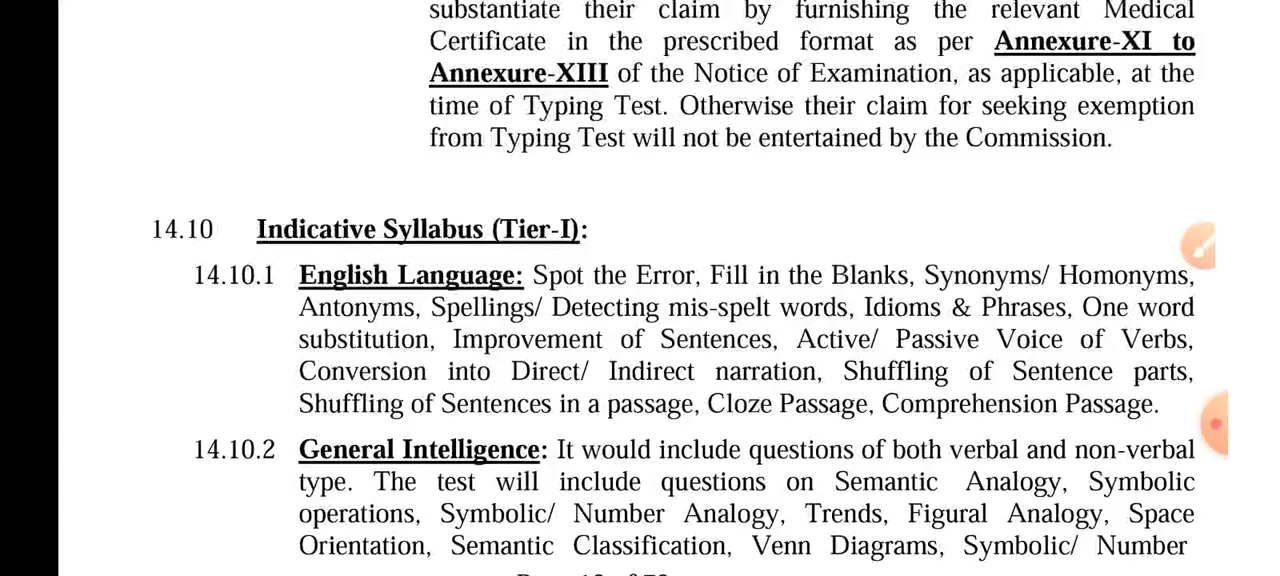 substantiate their claim by furnishing the relevant Medical
Certificate in the prescribed format as per Annexure-XI to
Annexure-XIII of the Notice of Examination, as applicable, at the
time of Typing Test. Otherwise their claim for seeking exemption
from Typing Test will not be entertained by the Commission.
14.10 Indicative Syllabus (Tier-I):
14.10.1 English Language: Spot the Error, Fill in the Blanks, Synonyms/ Homonyms,
Antonyms, Spellings/ Detecting mis-spelt words, Idioms & Phrases, One word
substitution, Improvement of Sentences, Active/ Passive Voice of Verbs,
Conversion into Direct/ Indirect narration, Shuffling of Sentence parts,
Shuffling of Sentences in a passage, Cloze Passage, Comprehension Passage.
14.10.2 General Intelligence: It would include questions of both verbal and non-verbal
type. The test will include questions on Semantic Analogy, Symbolic
operations, Symbolic/ Number Analogy, Trends, Figural Analogy, Space
Orientation, Semantic Classification, Venn Diagrams, Symbolic/ Number